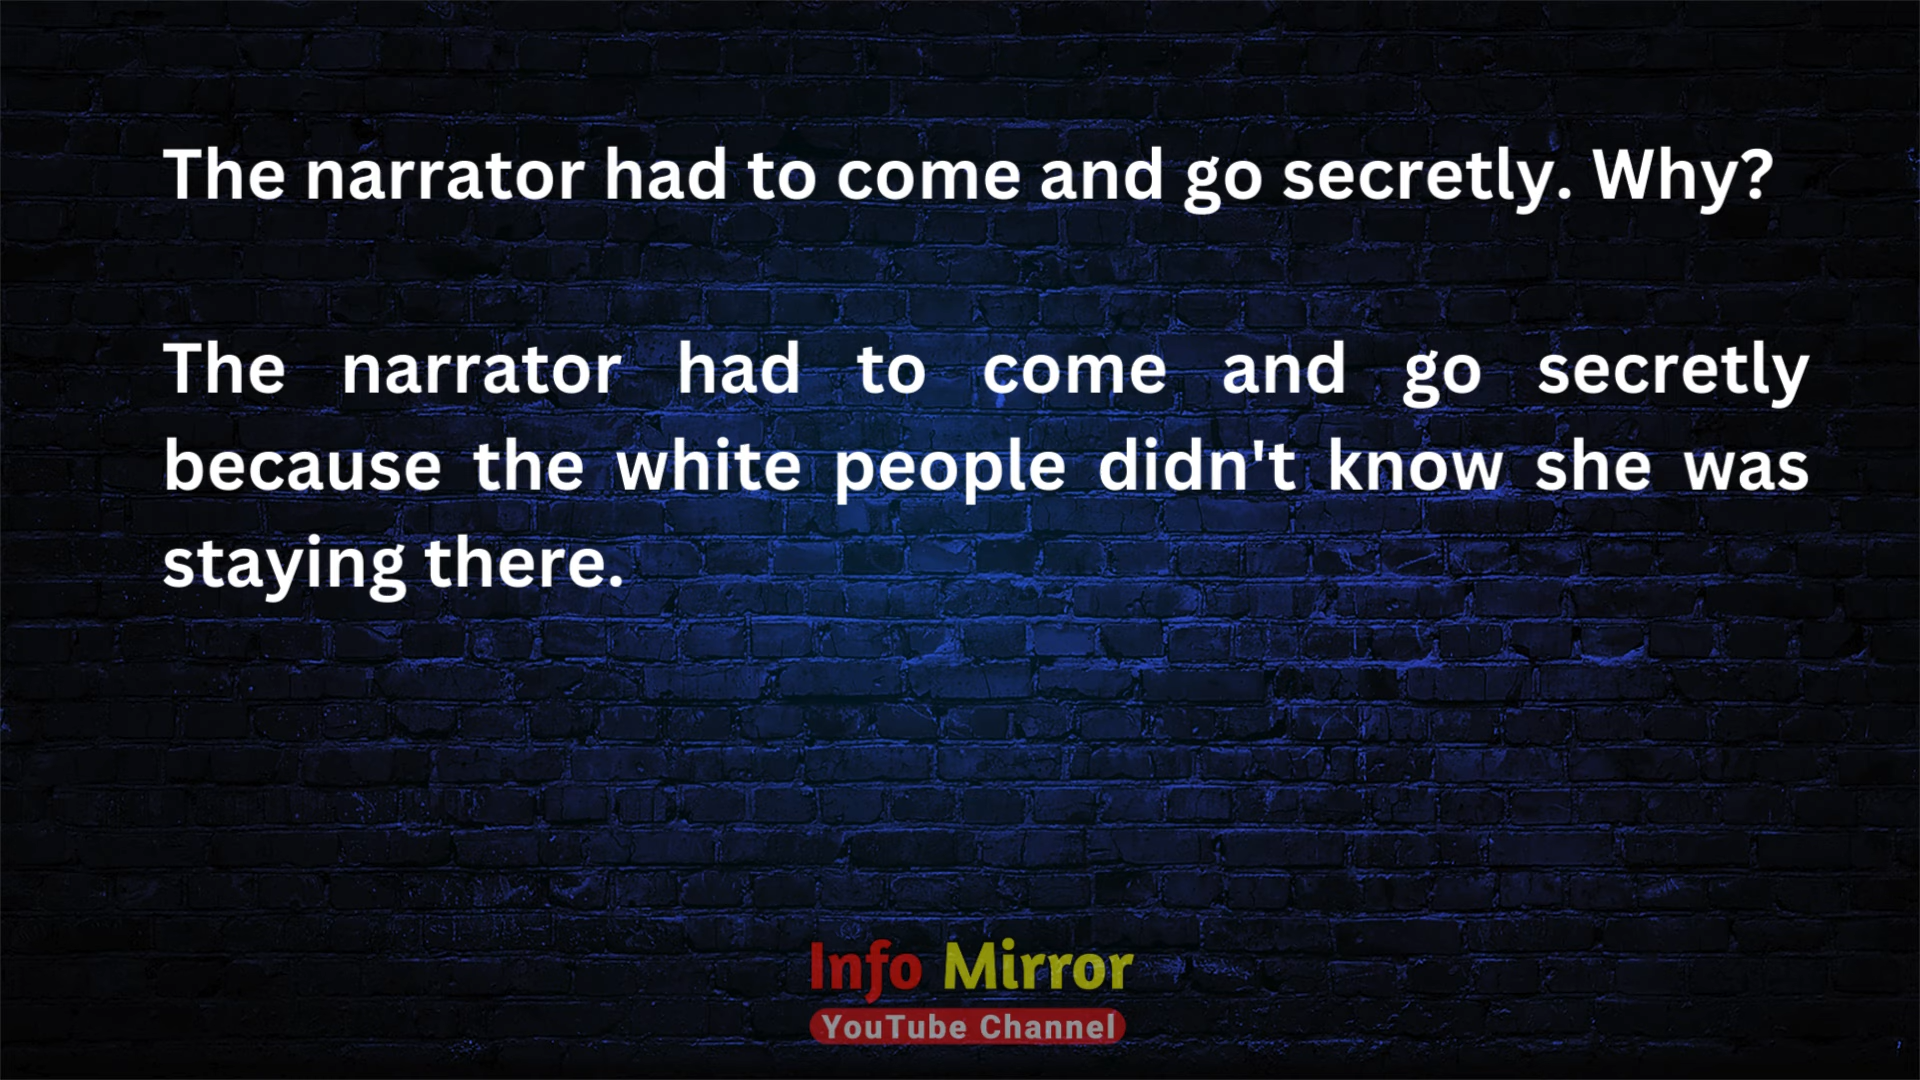 The narrator had to come and go secretly. Why?
The narrator had to come and go secretly
because the white people didn't know she was
staying there.
Info Mirror
YouTube Channel